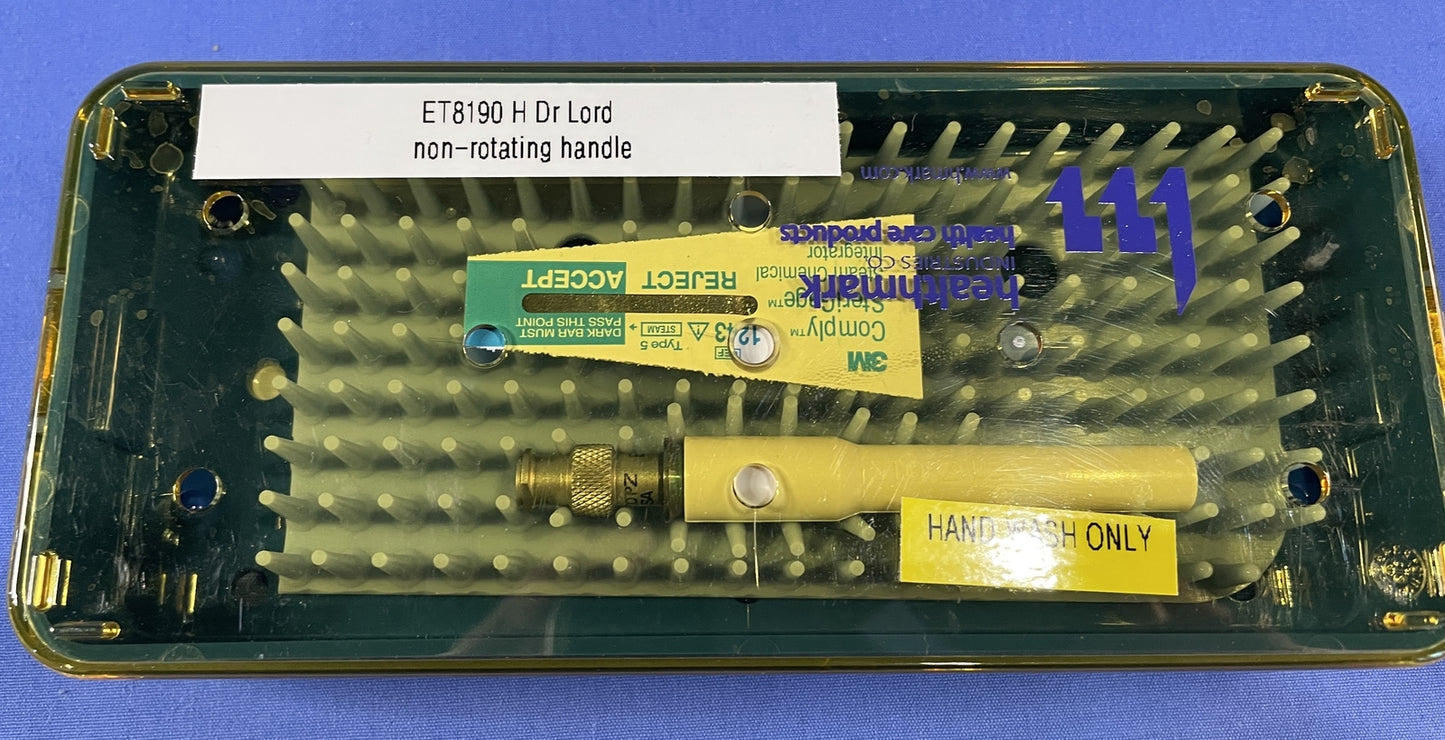 ET8190 H Dr Lord
non-rotating handle
www.hmark.com
healthmark
INDUSTRIES CO.
health care products
3M
Comply™
SteriGage™
Steam Chemical
Integrator
Type 5
STEAM
REJECT
ACCEPT
DARK BAR MUST
PASS THIS POINT
HAND WASH ONLY